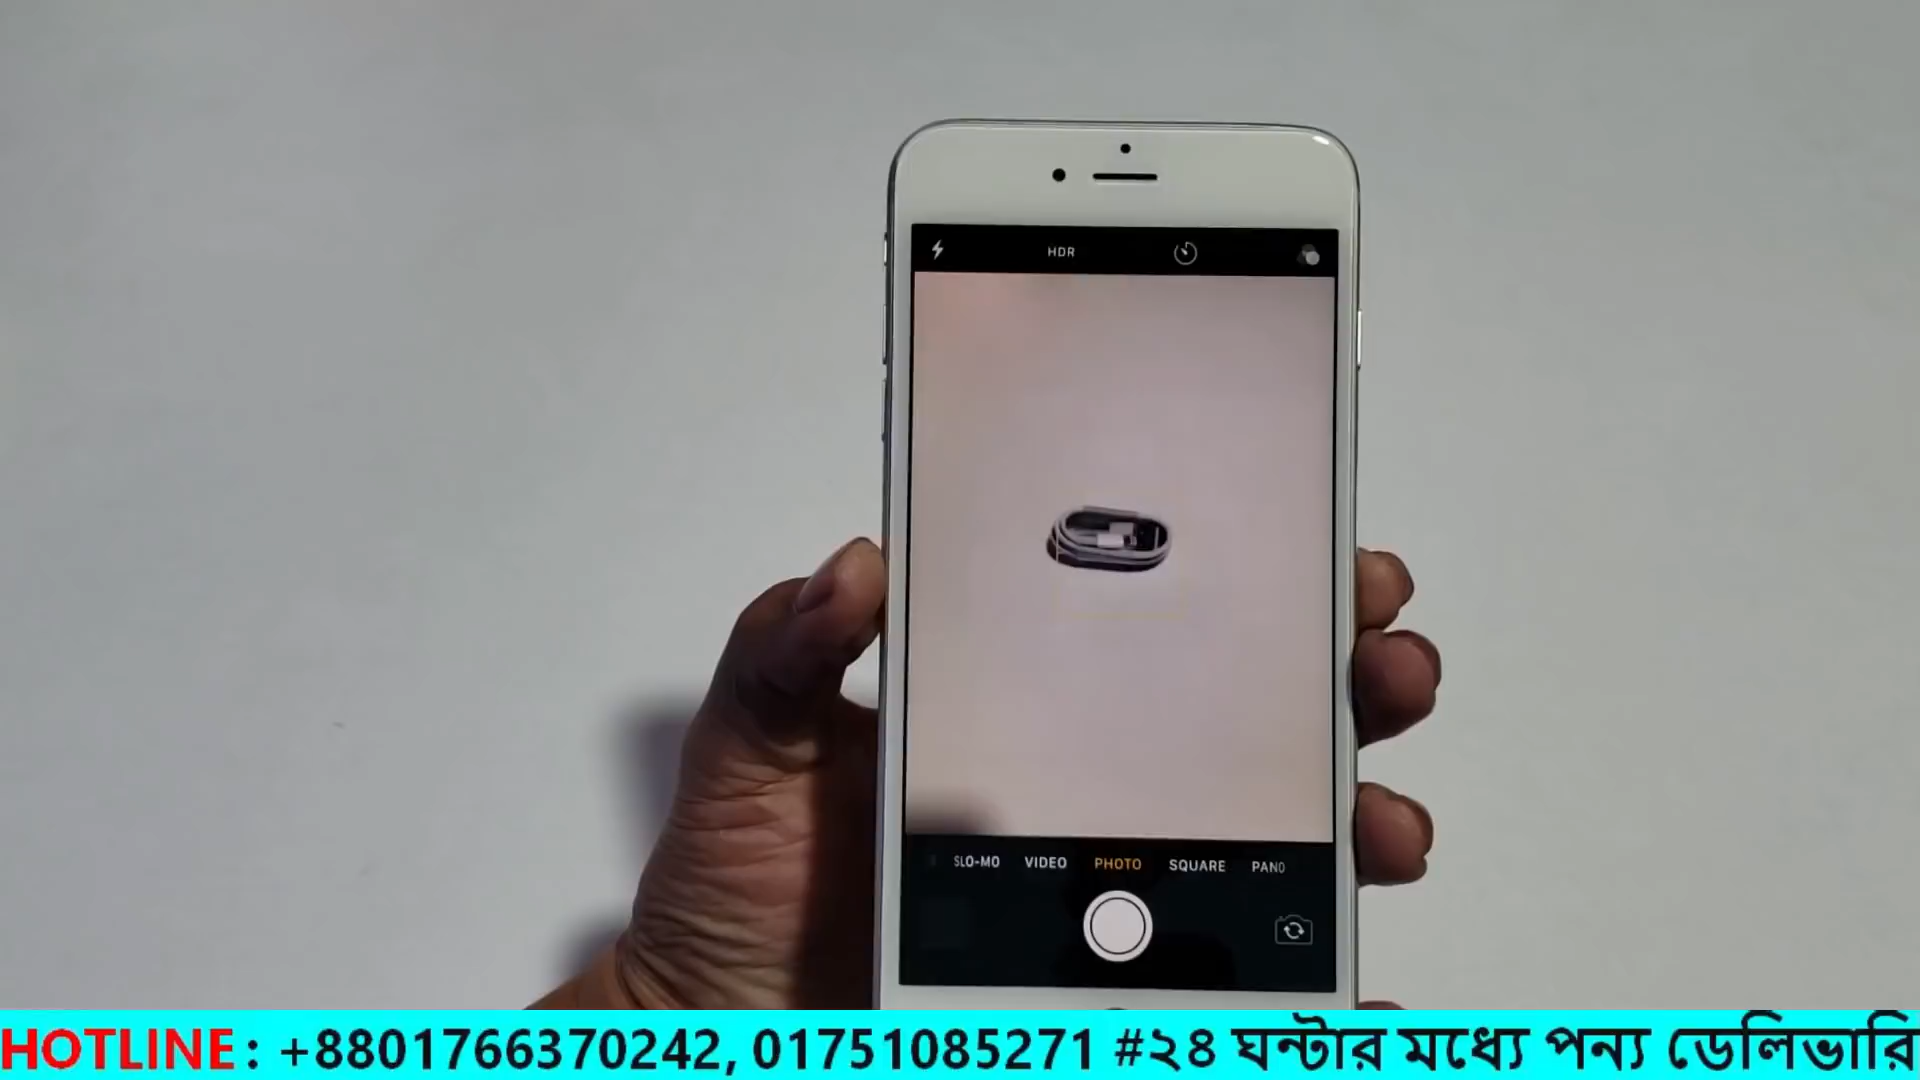 HDR
SLO-MO VIDEO PHOTO SQUARE PANO
HOTLINE : +8801766370242, 01751085271 #২৪ ঘন্টার মধ্যে পন্য ডেলিভারি